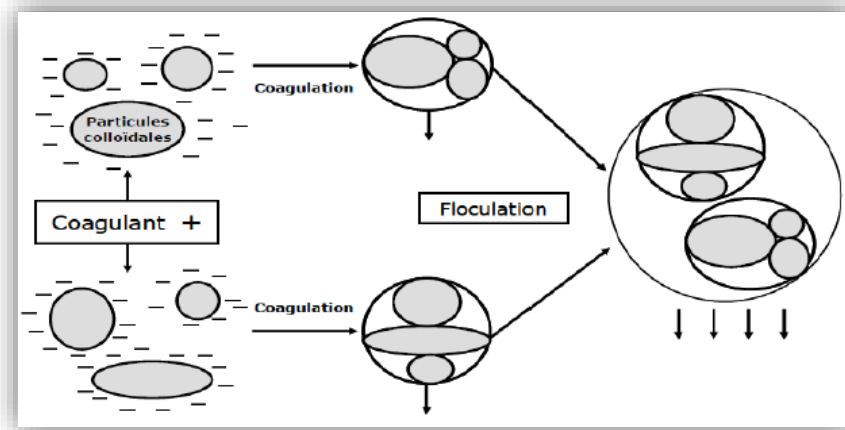 Coagulation
Particules
colloïdales
Coagulant +
Floculation
Coagulation